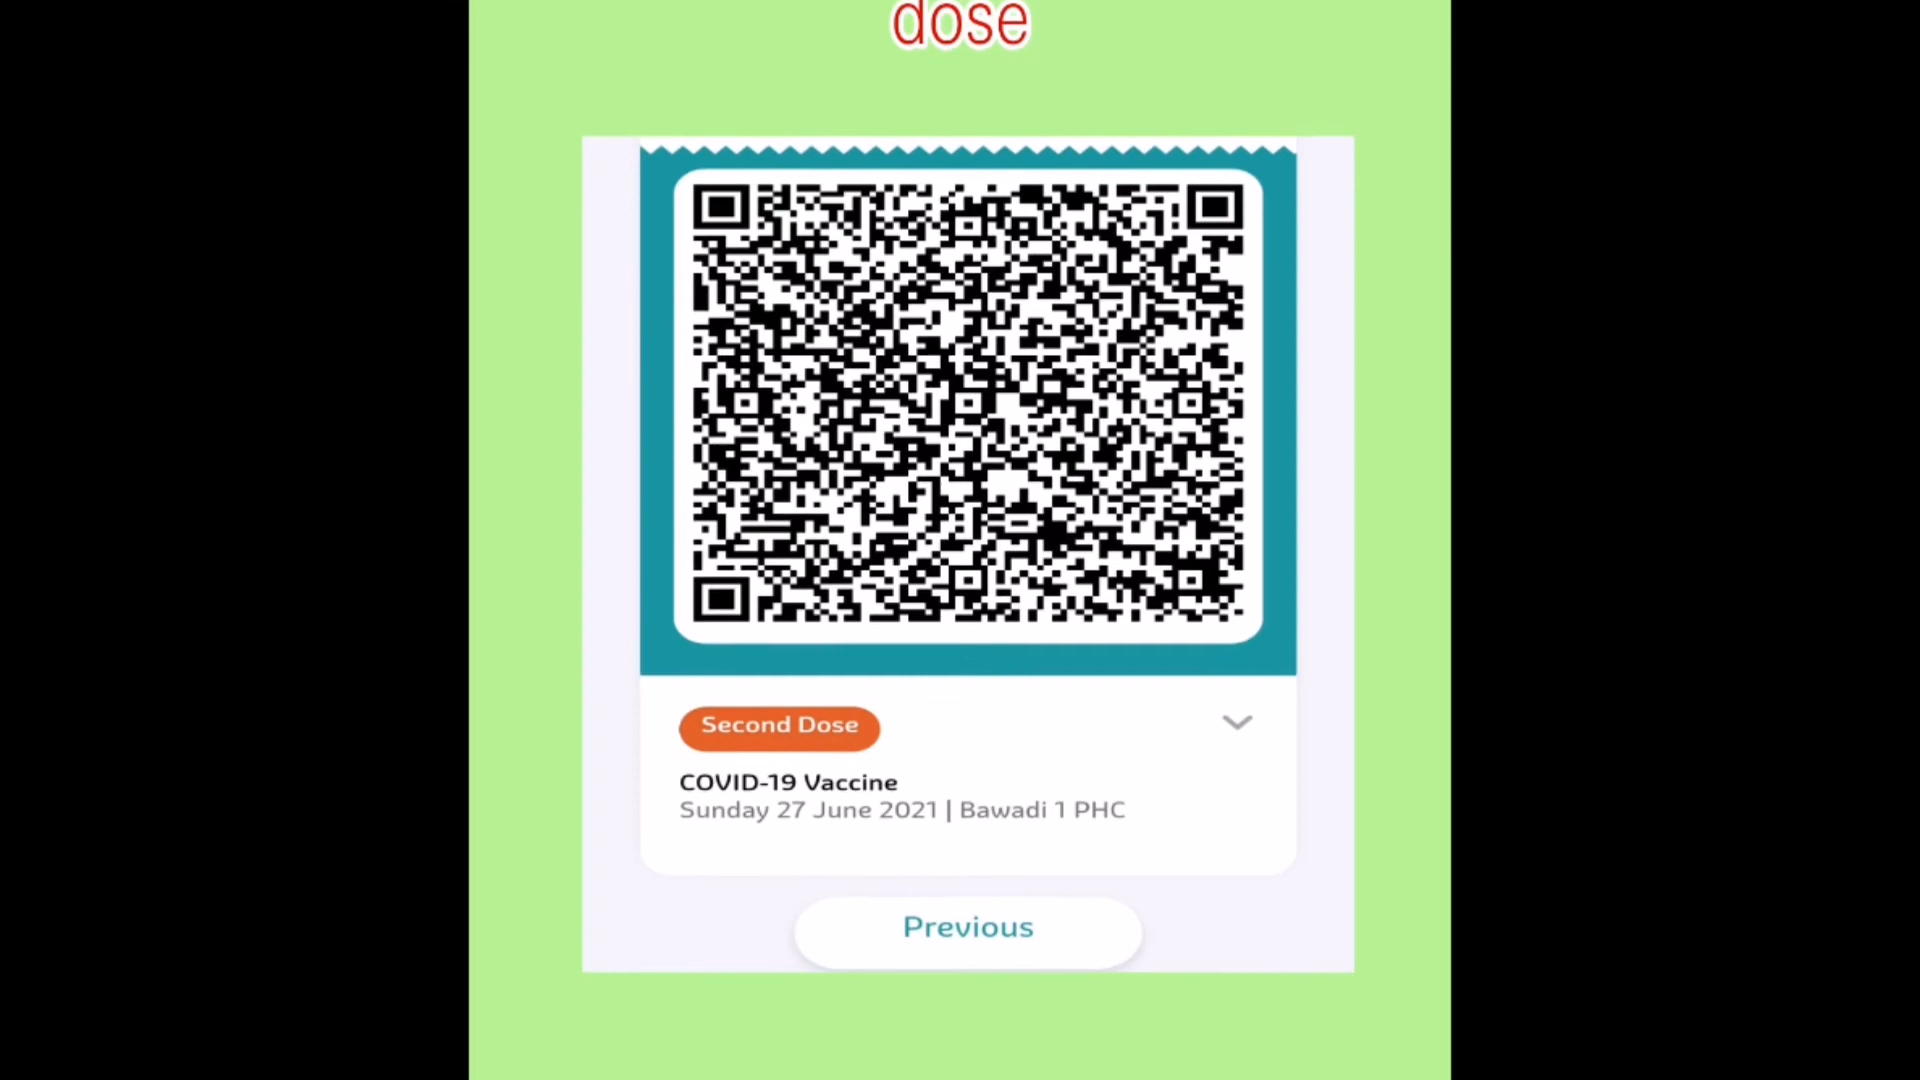 dose
Second Dose
COVID-19 Vaccine
Sunday 27 June 2021 | Bawadi 1 PHC
Previous